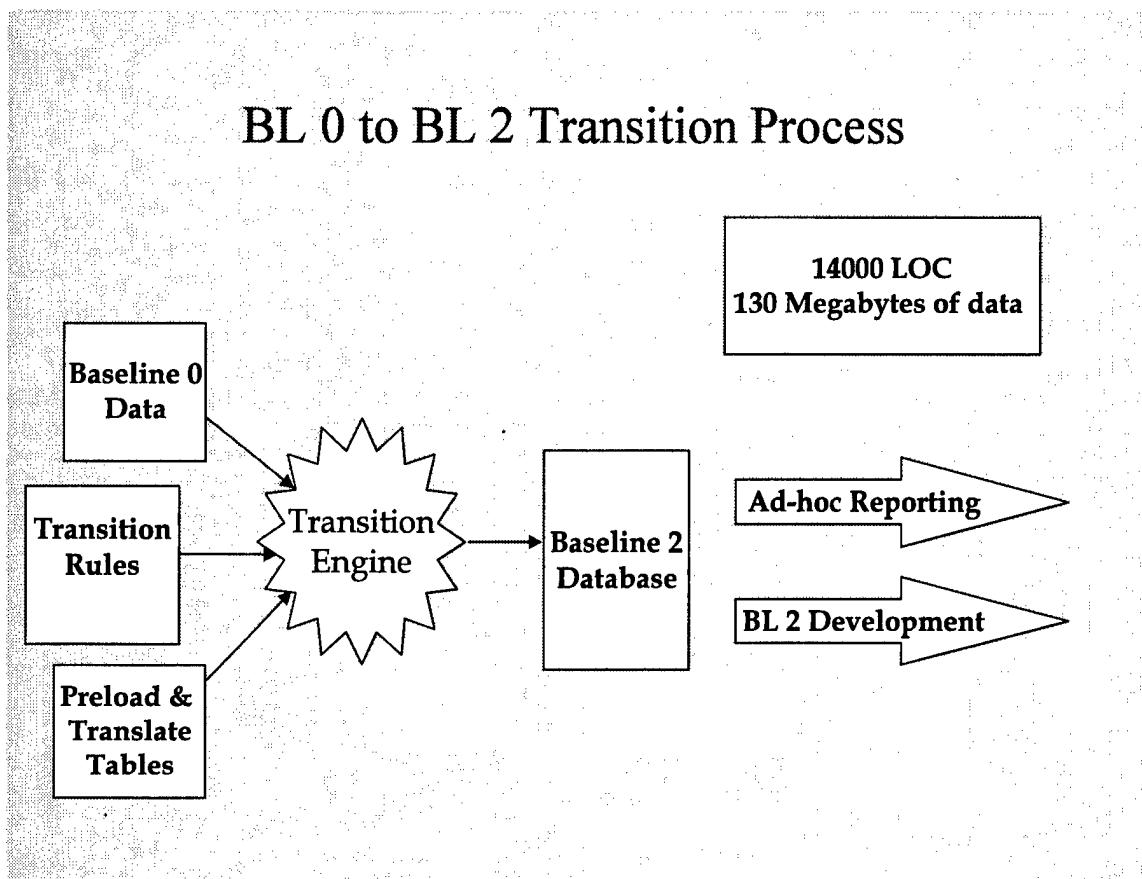 BL 0 to BL 2 Transition Process
14000 LOC
130 Megabytes of data
Baseline 0
Data
Transition
Rules
Preload &
Translate
Tables
Transition
Engine
Baseline 2
Database
Ad-hoc Reporting
BL 2 Development